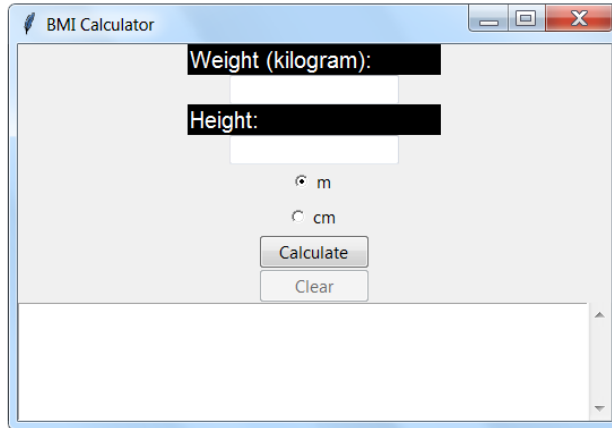 BMI Calculator
Weight (kilogram):
Height:
m
cm
Calculate
Clear